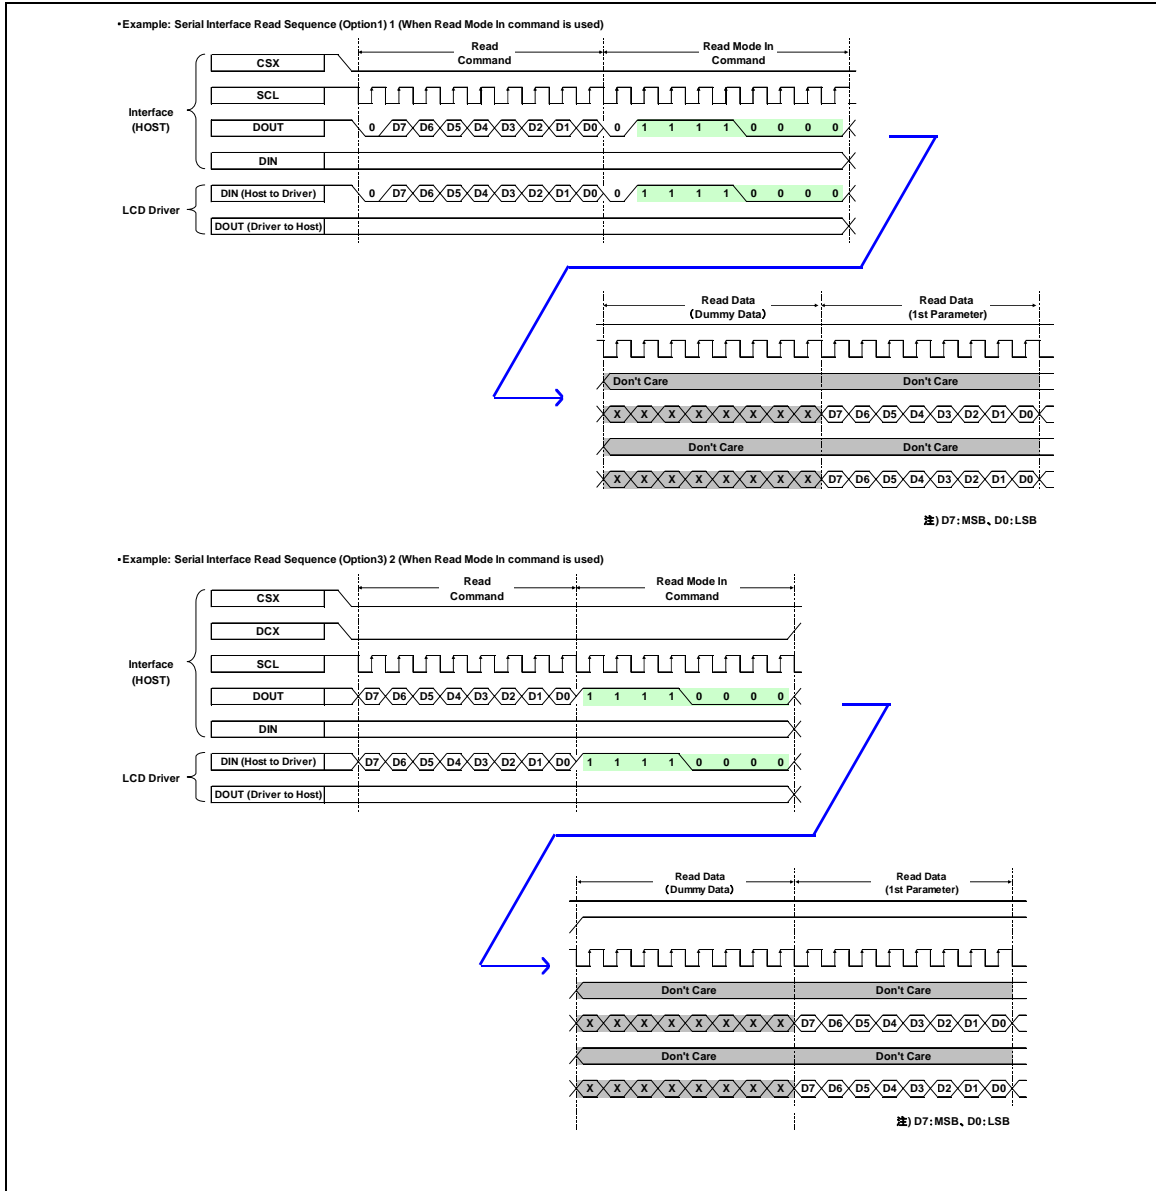 •Example: Serial Interface Read Sequence (Option1) 1 (When Read Mode In command is used)
Read
Command
Read Mode In
Command
CSX
SCL
Interface
(HOST)
DOUT 0 D7 D6 D5 D4 D3 D2 D1 D0 0 1 1 1 1 0 0 0 0
DIN
LCD Driver
DIN (Host to Driver) 0 D7 D6 D5 D4 D3 D2 D1 D0 0 1 1 1 1 0 0 0 0
DOUT (Driver to Host)
Read Data
(Dummy Data)
Read Data
(1st Parameter)
Don't Care Don't Care
X X X X X X X X D7 D6 D5 D4 D3 D2 D1 D0
Don't Care Don't Care
X X X X X X X X D7 D6 D5 D4 D3 D2 D1 D0
注) D7:MSB、D0:LSB
•Example: Serial Interface Read Sequence (Option3) 2 (When Read Mode In command is used)
Read
Command
Read Mode In
Command
CSX
DCX
Interface
(HOST)
SCL
DOUT D7 D6 D5 D4 D3 D2 D1 D0 1 1 1 1 0 0 0 0
DIN
LCD Driver
DIN (Host to Driver) D7 D6 D5 D4 D3 D2 D1 D0 1 1 1 1 0 0 0 0
DOUT (Driver to Host)
Read Data
(Dummy Data)
Read Data
(1st Parameter)
Don't Care Don't Care
X X X X X X X X D7 D6 D5 D4 D3 D2 D1 D0
Don't Care Don't Care
X X X X X X X X D7 D6 D5 D4 D3 D2 D1 D0
注) D7:MSB、D0:LSB